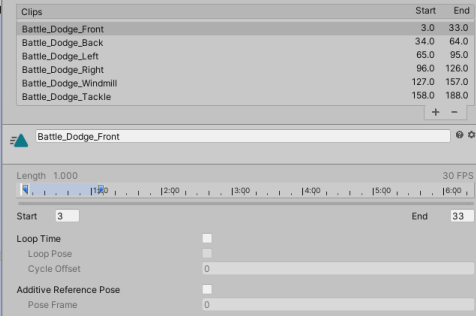 Clips Start End
Battle_Dodge_Front 3.0 33.0
Battle_Dodge_Back 34.0 64.0
Battle_Dodge_Left 65.0 95.0
Battle_Dodge_Right 96.0 126.0
Battle_Dodge_Windmill 127.0 157.0
Battle_Dodge_Tackle 158.0 188.0
+ −
Battle_Dodge_Front
Length 1.000 30 FPS
2:00 3:00 4:00 5:00 6:00
Start 3 End 33
Loop Time
Loop Pose
Cycle Offset 0
Additive Reference Pose
Pose Frame 0